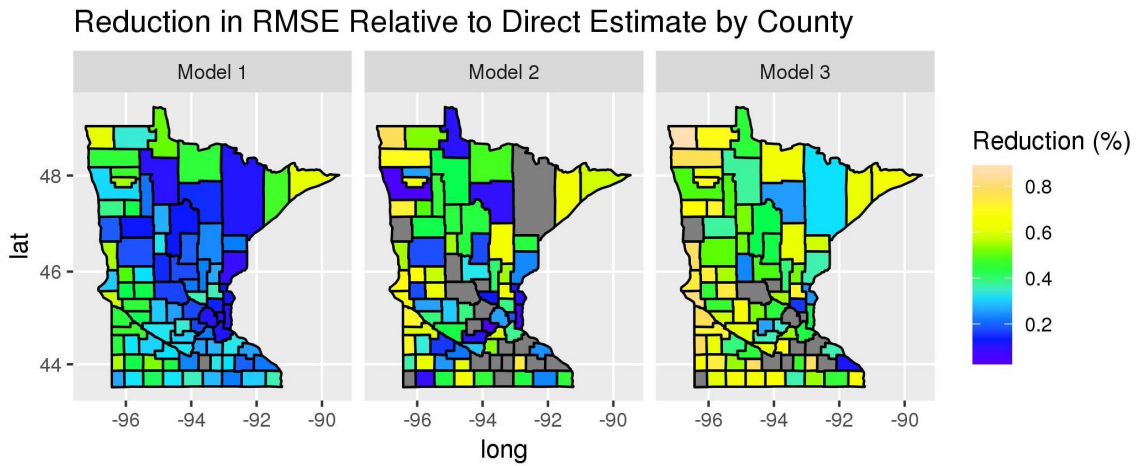 Reduction in RMSE Relative to Direct Estimate by County
Model 1 Model 2 Model 3
Reduction (%)
0.8
0.6
0.4
0.2
lat
48
46
44
-96 -94 -92 -90 -96 -94 -92 -90 -96 -94 -92 -90
long